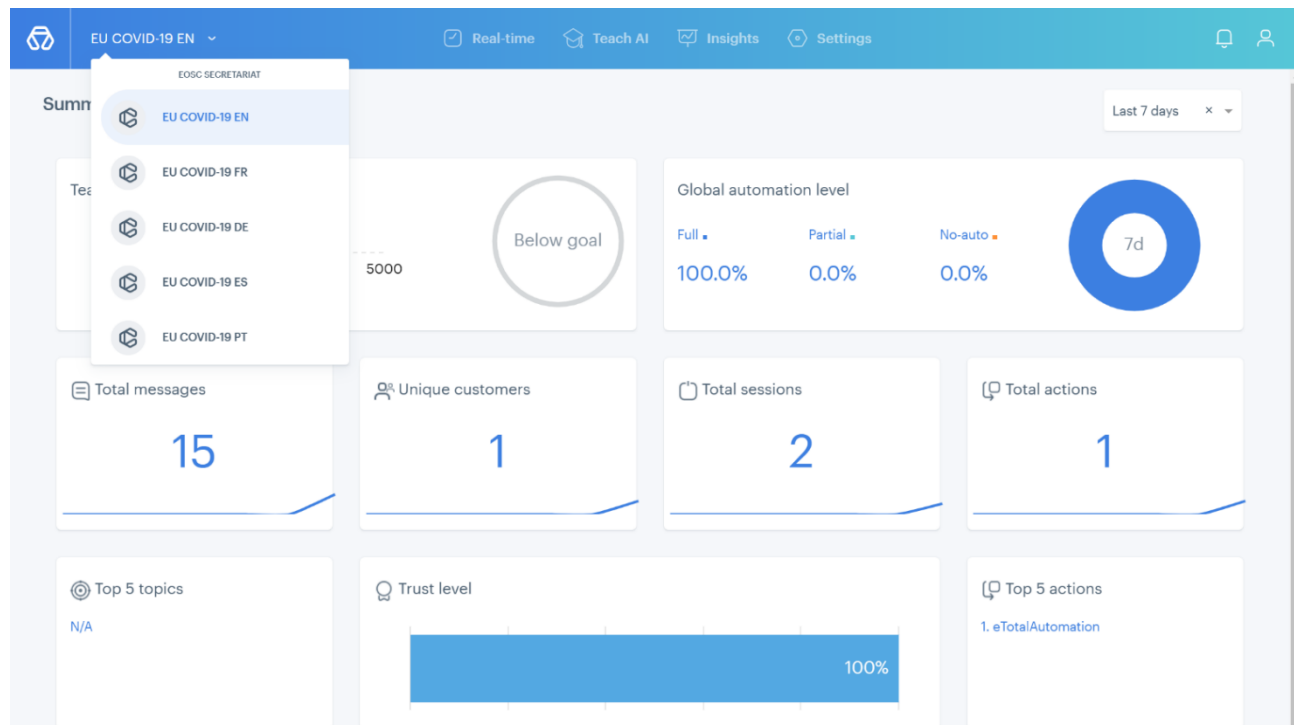 EU COVID-19 EN
Real-time
Teach AI
Insights
Settings
EOSC SECRETARIAT
EU COVID-19 EN
EU COVID-19 FR
EU COVID-19 DE
EU COVID-19 ES
EU COVID-19 PT
Summ
Last 7 days ×
Tea
5000
Below goal
Global automation level
Full
Partial
No-auto
100.0%
0.0%
0.0%
7d
Total messages
15
Unique customers
1
Total sessions
2
Total actions
1
Top 5 topics
N/A
Trust level
100%
Top 5 actions
1. eTotalAutomation